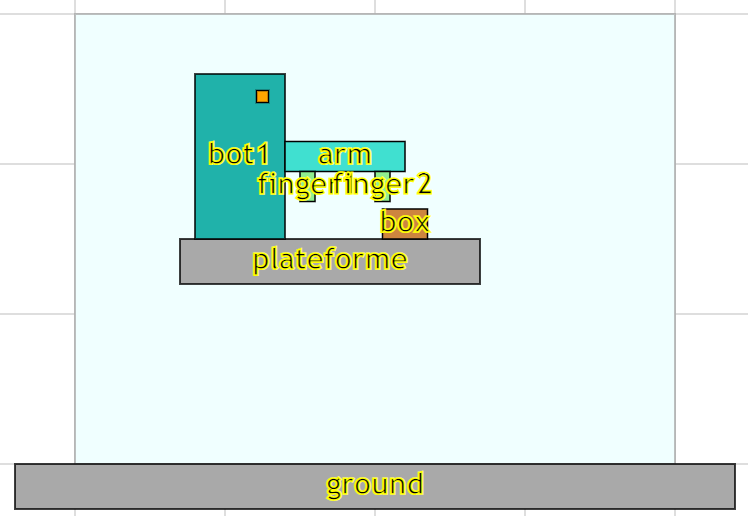 bot1
arm
finger
finger2
box
plateforme
ground